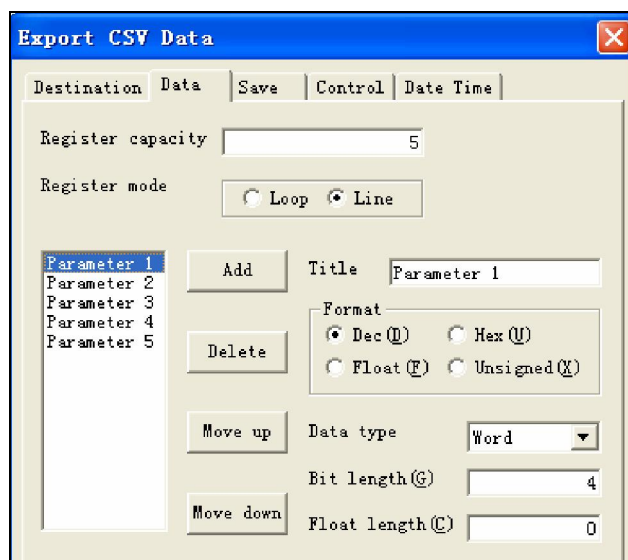 Export CSV Data
Destination Data Save Control Date Time
Register capacity 5
Register mode Loop Line
Parameter 1
Parameter 2
Parameter 3
Parameter 4
Parameter 5
Add
Delete
Move up
Move down
Title Parameter 1
Format
Dec(D) Hex(U)
Float(F) Unsigned(X)
Data type Word
Bit length(G) 4
Float length(C) 0